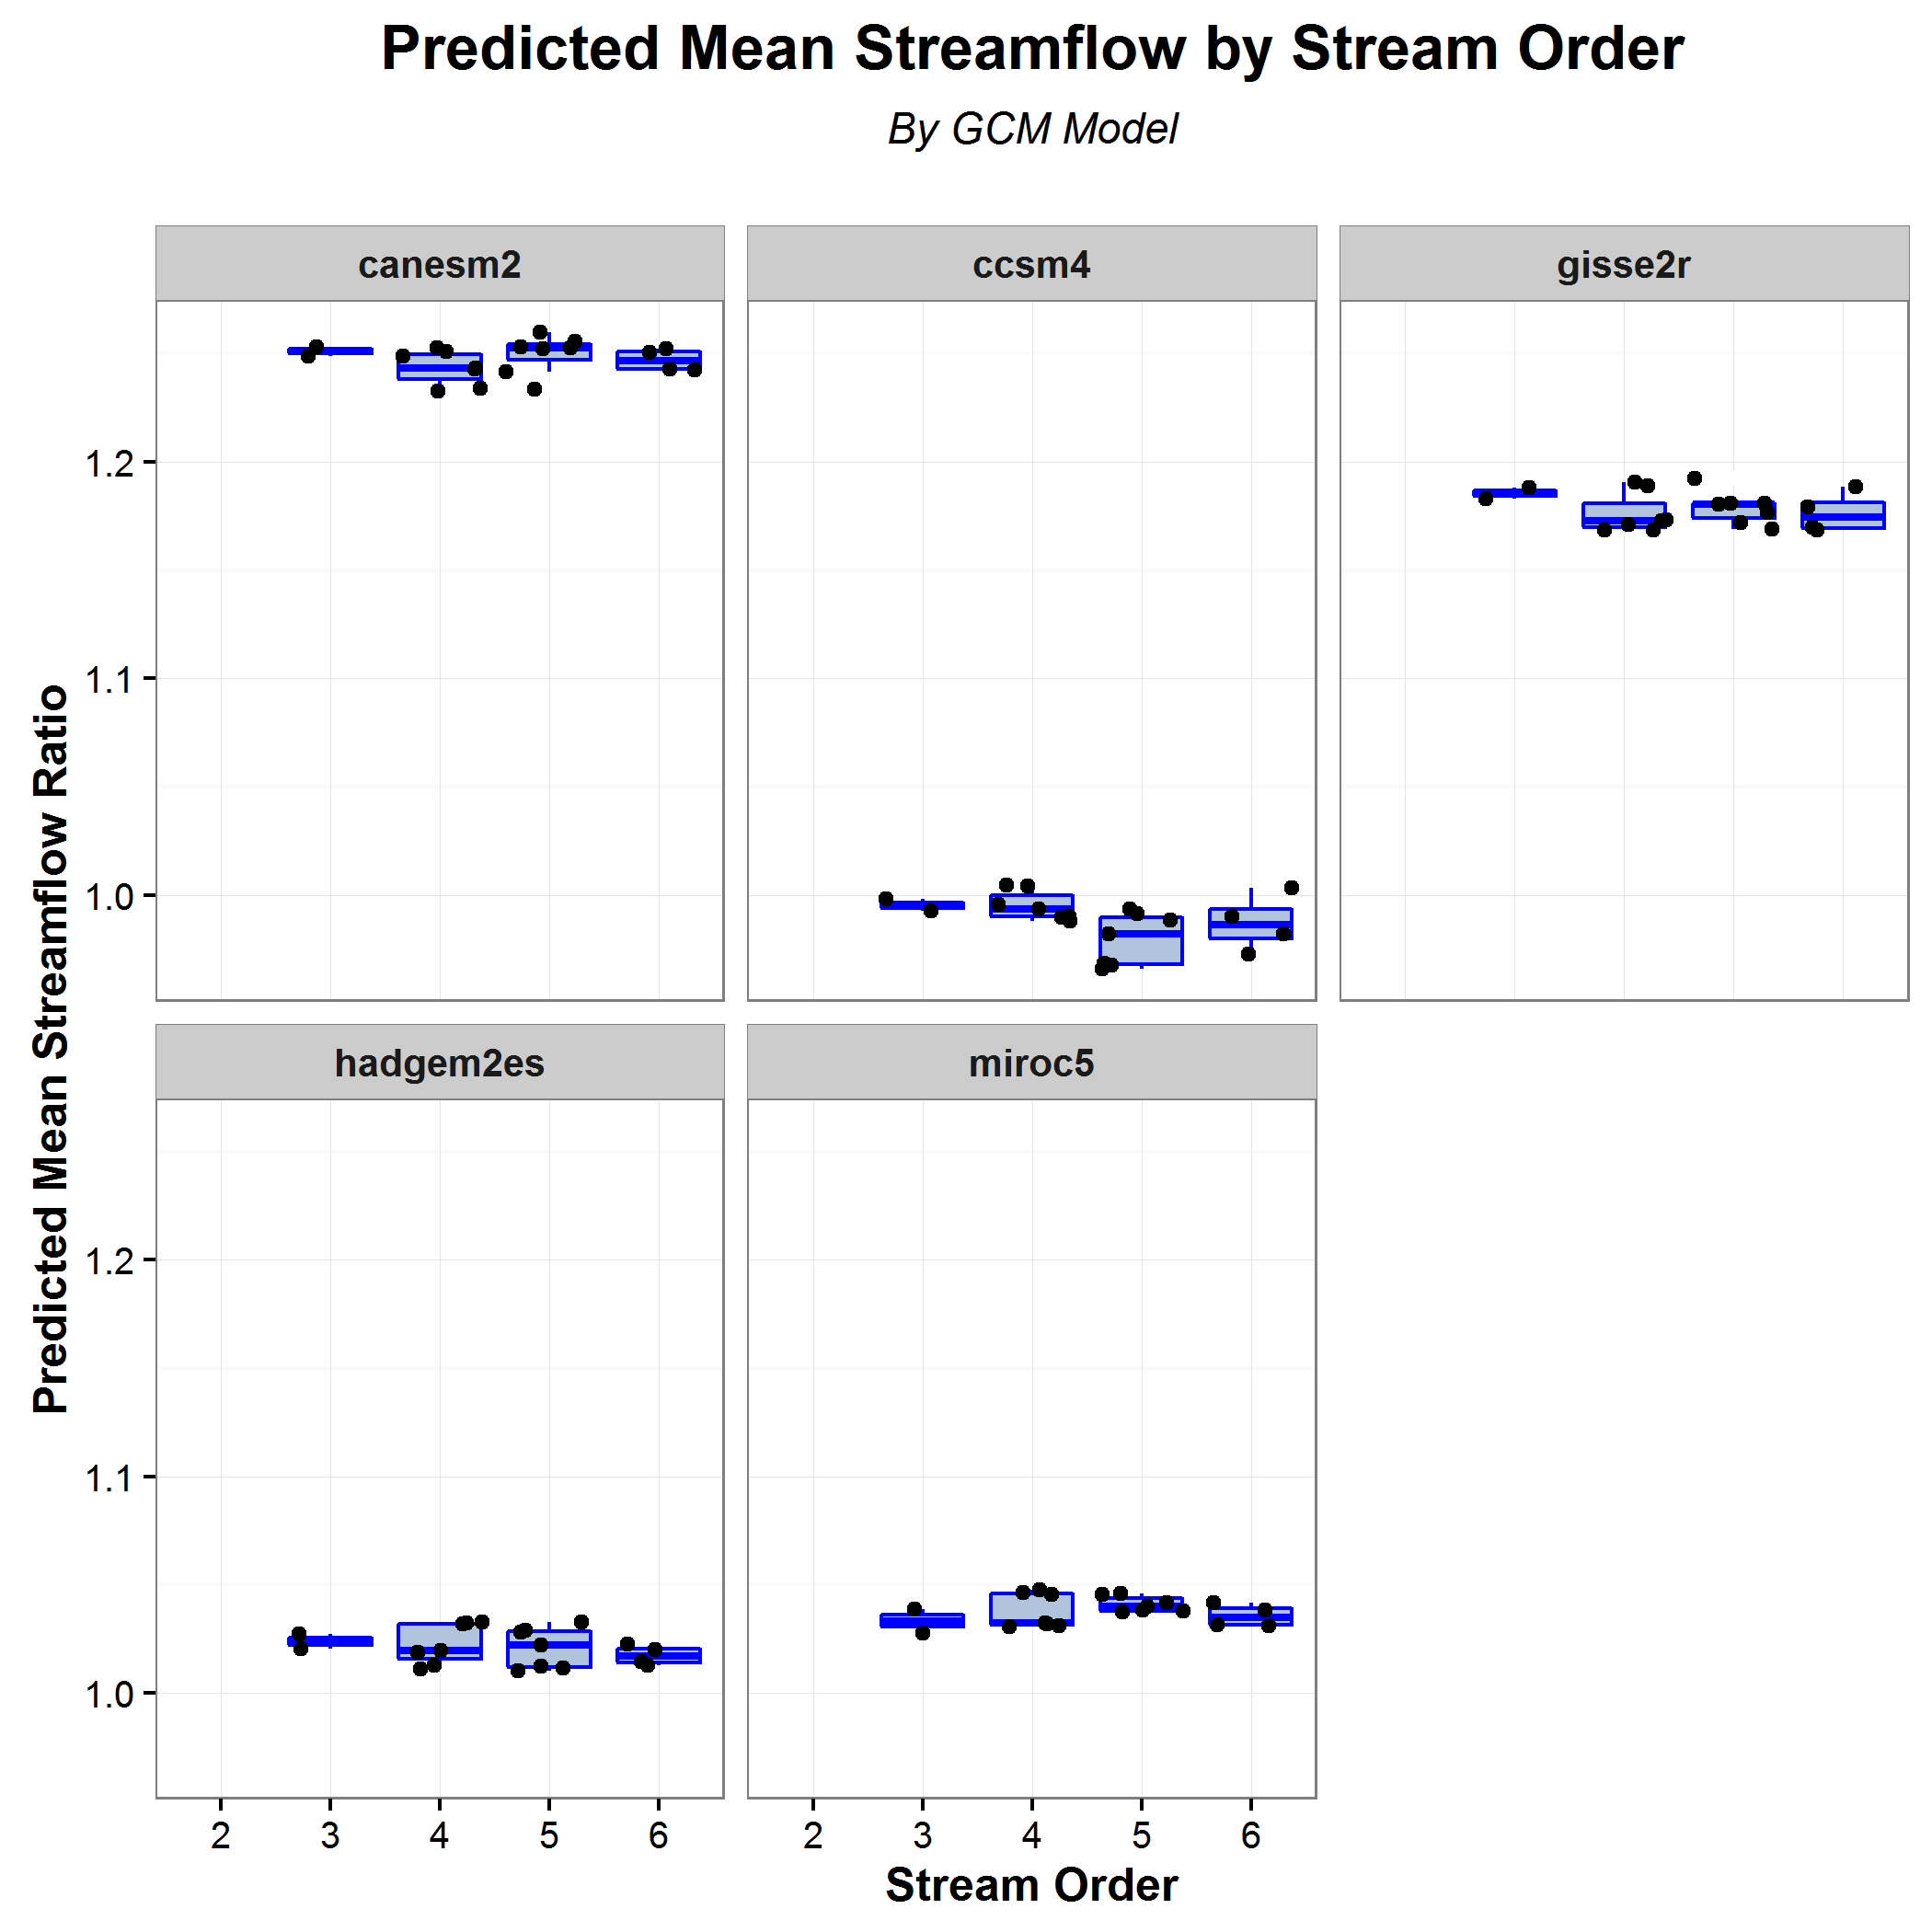 Predicted Mean Streamflow by Stream Order
By GCM Model
canesm2
ccsm4
gisse2r
1.2
1.1
1.0
Predicted Mean Streamflow Ratio
hadgem2es
miroc5
1.2
1.1
1.0
2 3 4 5 6
2 3 4 5 6
Stream Order